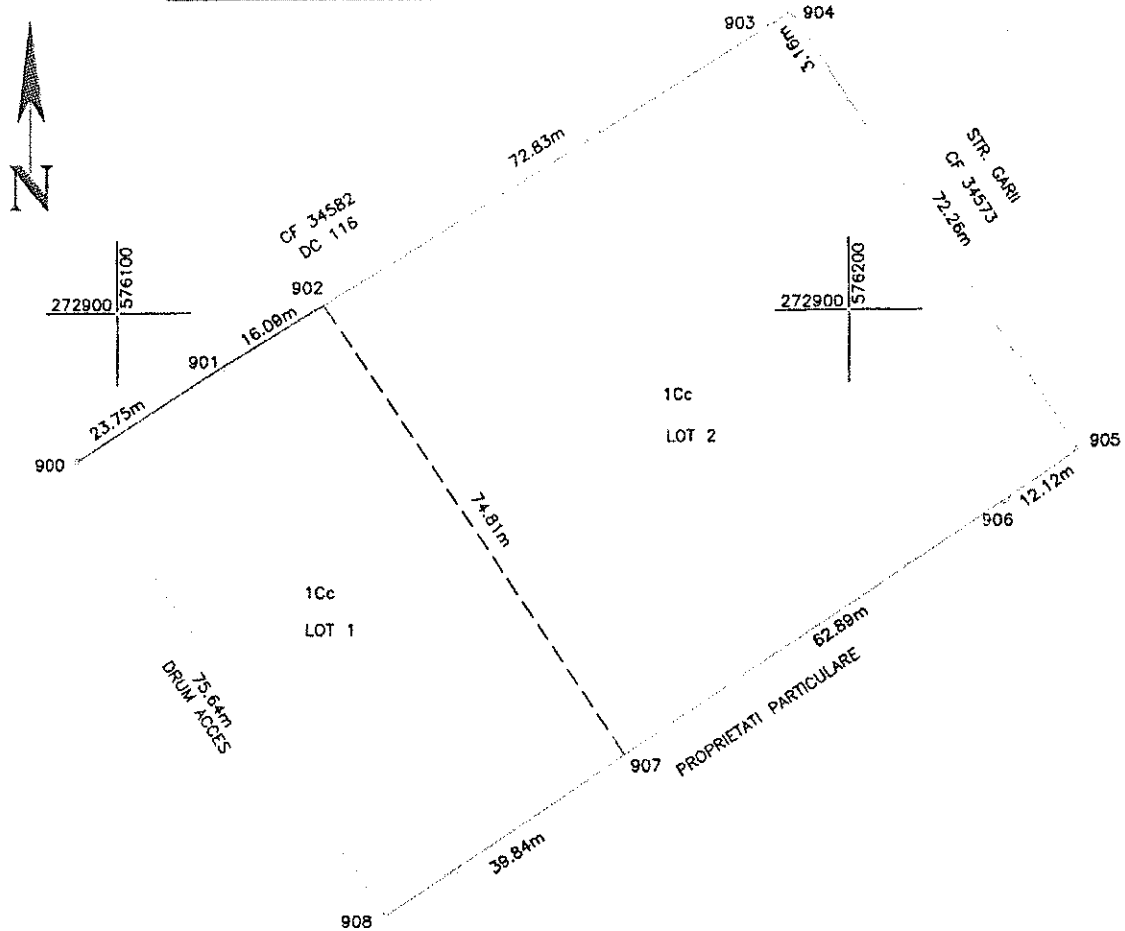 903
904
3.16m
N
72.83m
STR. GARII
CF 34573
72.26m
CF 34582
DC 116
576100
272900
576200
272900
902
16.09m
901
23.75m
900
1Cc
LOT 2
905
12.12m
906
74.81m
1Cc
LOT 1
62.89m
PROPRIETATI PARTICULARE
75.64m
DRUM ACCES
907
39.84m
908